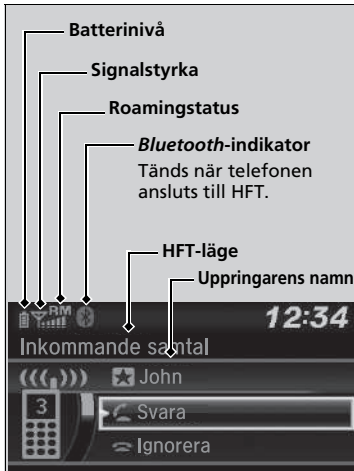 Batterinivå
Signalstyrka
Roamingstatus
Bluetooth-indikator
Tänds när telefonen
ansluts till HFT.
HFT-läge
Uppringarens namn
RM
12:34
Inkommande samtal
John
3
Svara
Ignorera